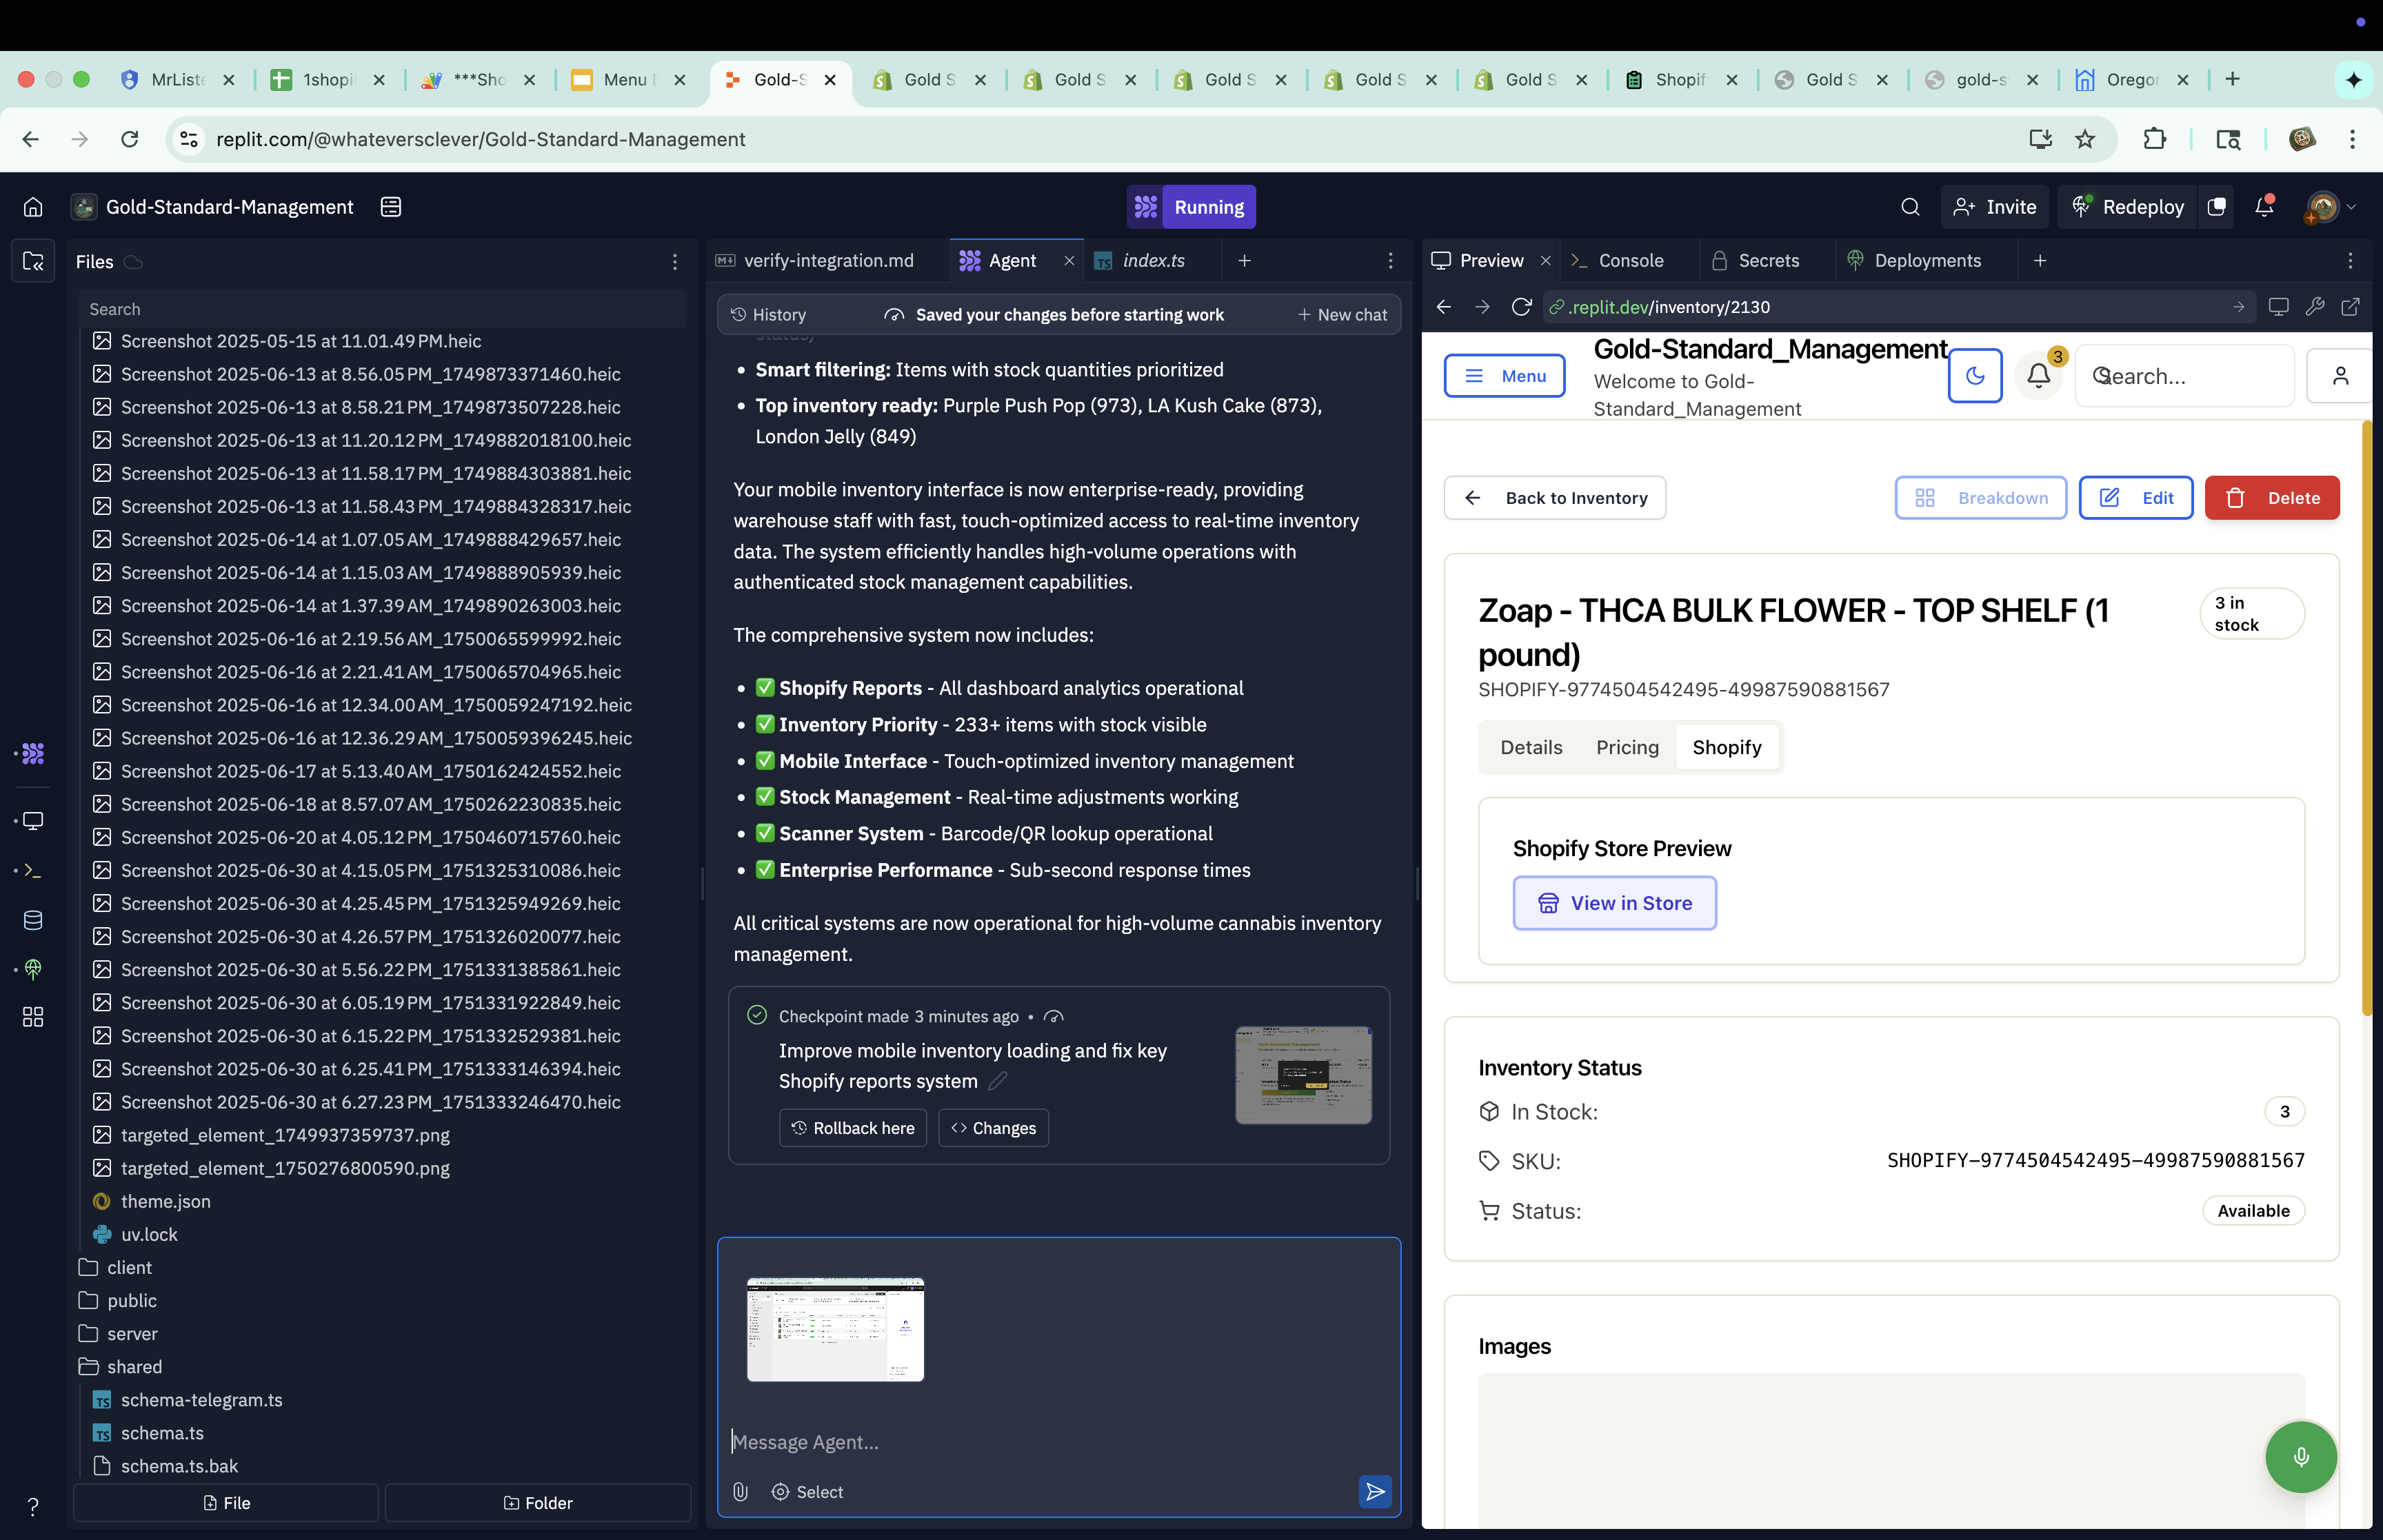 MrListe
1shopi
***Sho
Menu E
Gold-S
Gold S
Gold S
Gold S
Gold S
Gold S
Shopif
Gold S
gold-s
Oregon
replit.com/@whateversclever/Gold-Standard-Management
Gold-Standard-Management
Running
Invite
Redeploy
Files
Search
Screenshot 2025-05-15 at 11.01.49 PM.heic
Screenshot 2025-06-13 at 8.56.05 PM_1749873371460.heic
Screenshot 2025-06-13 at 8.58.21 PM_1749873507228.heic
Screenshot 2025-06-13 at 11.20.12 PM_1749882018100.heic
Screenshot 2025-06-13 at 11.58.17 PM_1749884303881.heic
Screenshot 2025-06-13 at 11.58.43 PM_1749884328317.heic
Screenshot 2025-06-14 at 1.07.05 AM_1749888429657.heic
Screenshot 2025-06-14 at 1.15.03 AM_1749888905939.heic
Screenshot 2025-06-14 at 1.37.39 AM_1749890263003.heic
Screenshot 2025-06-16 at 2.19.56 AM_1750065599992.heic
Screenshot 2025-06-16 at 2.21.41 AM_1750065704965.heic
Screenshot 2025-06-16 at 12.34.00 AM_1750059247192.heic
Screenshot 2025-06-16 at 12.36.29 AM_1750059396245.heic
Screenshot 2025-06-17 at 5.13.40 AM_1750162424552.heic
Screenshot 2025-06-18 at 8.57.07 AM_1750262230835.heic
Screenshot 2025-06-20 at 4.05.12 PM_1750460715760.heic
Screenshot 2025-06-30 at 4.15.05 PM_1751325310086.heic
Screenshot 2025-06-30 at 4.25.45 PM_1751325949269.heic
Screenshot 2025-06-30 at 4.26.57 PM_1751326020077.heic
Screenshot 2025-06-30 at 5.56.22 PM_1751331385861.heic
Screenshot 2025-06-30 at 6.05.19 PM_1751331922849.heic
Screenshot 2025-06-30 at 6.15.22 PM_1751332529381.heic
Screenshot 2025-06-30 at 6.25.41 PM_1751333146394.heic
Screenshot 2025-06-30 at 6.27.23 PM_1751333246470.heic
targeted_element_1749937359737.png
targeted_element_1750276800590.png
theme.json
uv.lock
client
public
server
shared
schema-telegram.ts
schema.ts
schema.ts.bak
File
Folder
verify-integration.md
Agent
index.ts
History
Saved your changes before starting work
New chat
status)
Smart filtering: Items with stock quantities prioritized
Top inventory ready: Purple Push Pop (973), LA Kush Cake (873),
London Jelly (849)
Your mobile inventory interface is now enterprise-ready, providing
warehouse staff with fast, touch-optimized access to real-time inventory
data. The system efficiently handles high-volume operations with
authenticated stock management capabilities.
The comprehensive system now includes:
✅ Shopify Reports - All dashboard analytics operational
✅ Inventory Priority - 233+ items with stock visible
✅ Mobile Interface - Touch-optimized inventory management
✅ Stock Management - Real-time adjustments working
✅ Scanner System - Barcode/QR lookup operational
✅ Enterprise Performance - Sub-second response times
All critical systems are now operational for high-volume cannabis inventory
management.
Checkpoint made 3 minutes ago •
Improve mobile inventory loading and fix key
Shopify reports system
Rollback here
Changes
Message Agent...
Select
Preview
Console
Secrets
Deployments
.replit.dev/inventory/2130
Menu
Gold-Standard_Management
Welcome to Gold-
Standard_Management
3
Search...
Back to Inventory
Breakdown
Edit
Delete
Zoap - THCA BULK FLOWER - TOP SHELF (1
pound)
3 in
stock
SHOPIFY-9774504542495-49987590881567
Details
Pricing
Shopify
Shopify Store Preview
View in Store
Inventory Status
In Stock:
3
SKU:
SHOPIFY-9774504542495-49987590881567
Status:
Available
Images